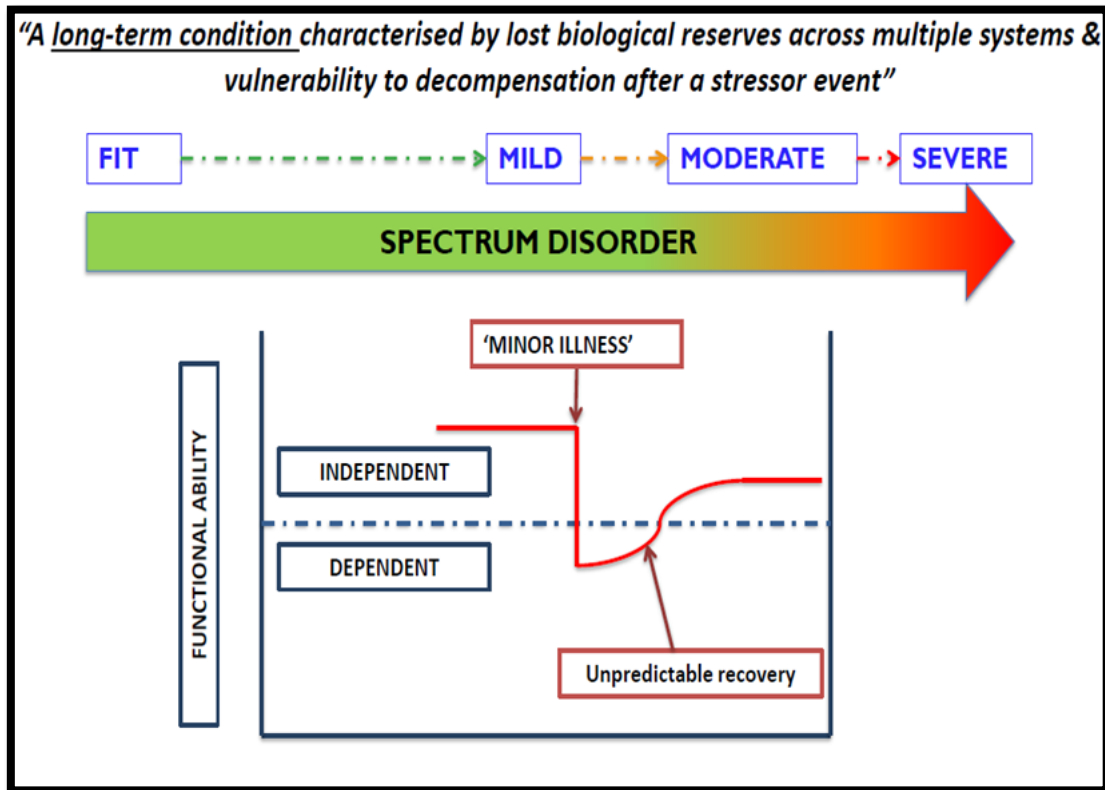 “A long-term condition characterised by lost biological reserves across multiple systems &
vulnerability to decompensation after a stressor event”
FIT
MILD
MODERATE
SEVERE
SPECTRUM DISORDER
‘MINOR ILLNESS’
FUNCTIONAL ABILITY
INDEPENDENT
DEPENDENT
Unpredictable recovery